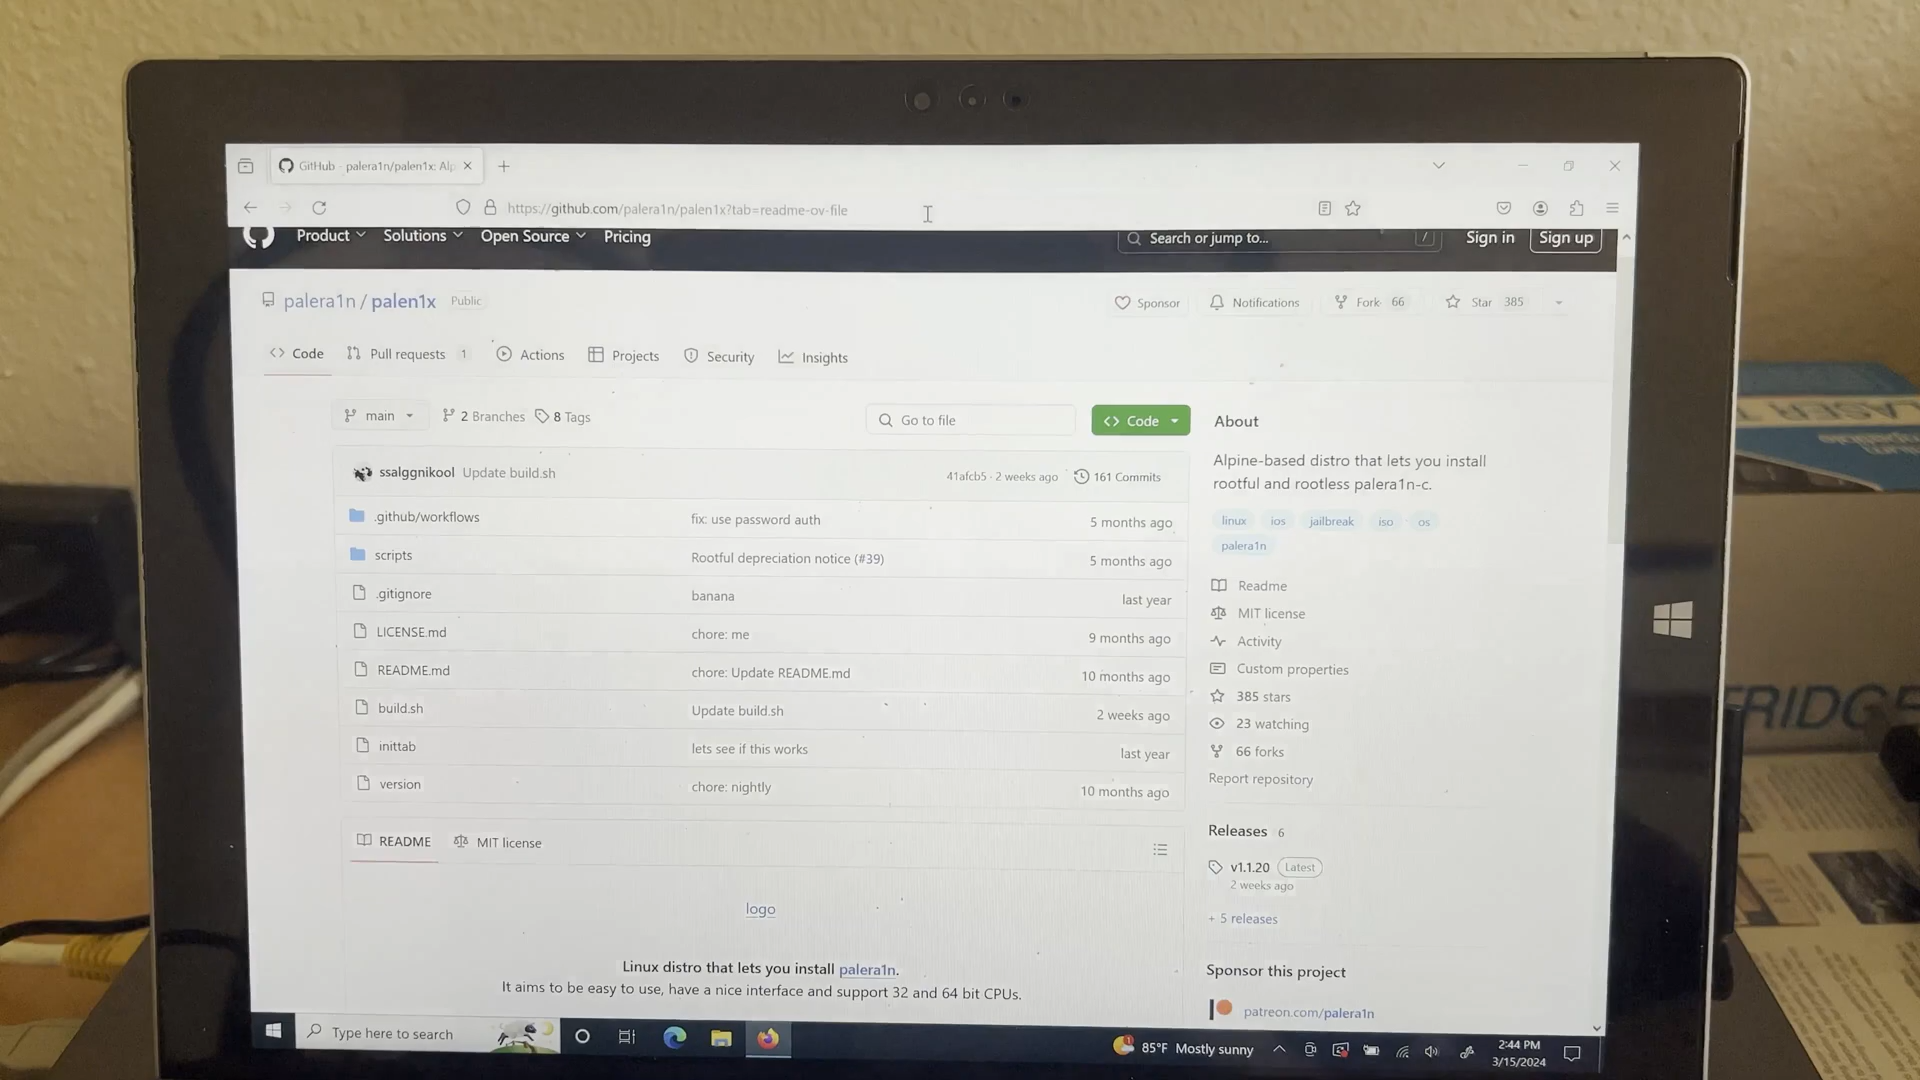 GitHub - palera1n/palen1x: Alp
https://github.com/palera1n/palen1x?tab=readme-ov-file
Product Solutions Open Source Pricing Search or jump to... / Sign in Sign up
palera1n / palen1x Public Sponsor Notifications Fork 66 Star 385
Code Pull requests 1 Actions Projects Security Insights
main 2 Branches 8 Tags Go to file Code
ssalggnikool Update build.sh 41afcb5 · 2 weeks ago 161 Commits
.github/workflows fix: use password auth 5 months ago
scripts Rootful depreciation notice (#39) 5 months ago
.gitignore banana last year
LICENSE.md chore: me 9 months ago
README.md chore: Update README.md 10 months ago
build.sh Update build.sh 2 weeks ago
inittab lets see if this works last year
version chore: nightly 10 months ago
README MIT license
logo
Linux distro that lets you install palera1n.
It aims to be easy to use, have a nice interface and support 32 and 64 bit CPUs.
About
Alpine-based distro that lets you install
rootful and rootless palera1n-c.
linux ios jailbreak iso os
palera1n
Readme
MIT license
Activity
Custom properties
385 stars
23 watching
66 forks
Report repository
Releases 6
v1.1.20 Latest
2 weeks ago
+ 5 releases
Sponsor this project
patreon.com/palera1n
Type here to search
85°F Mostly sunny
2:44 PM
3/15/2024